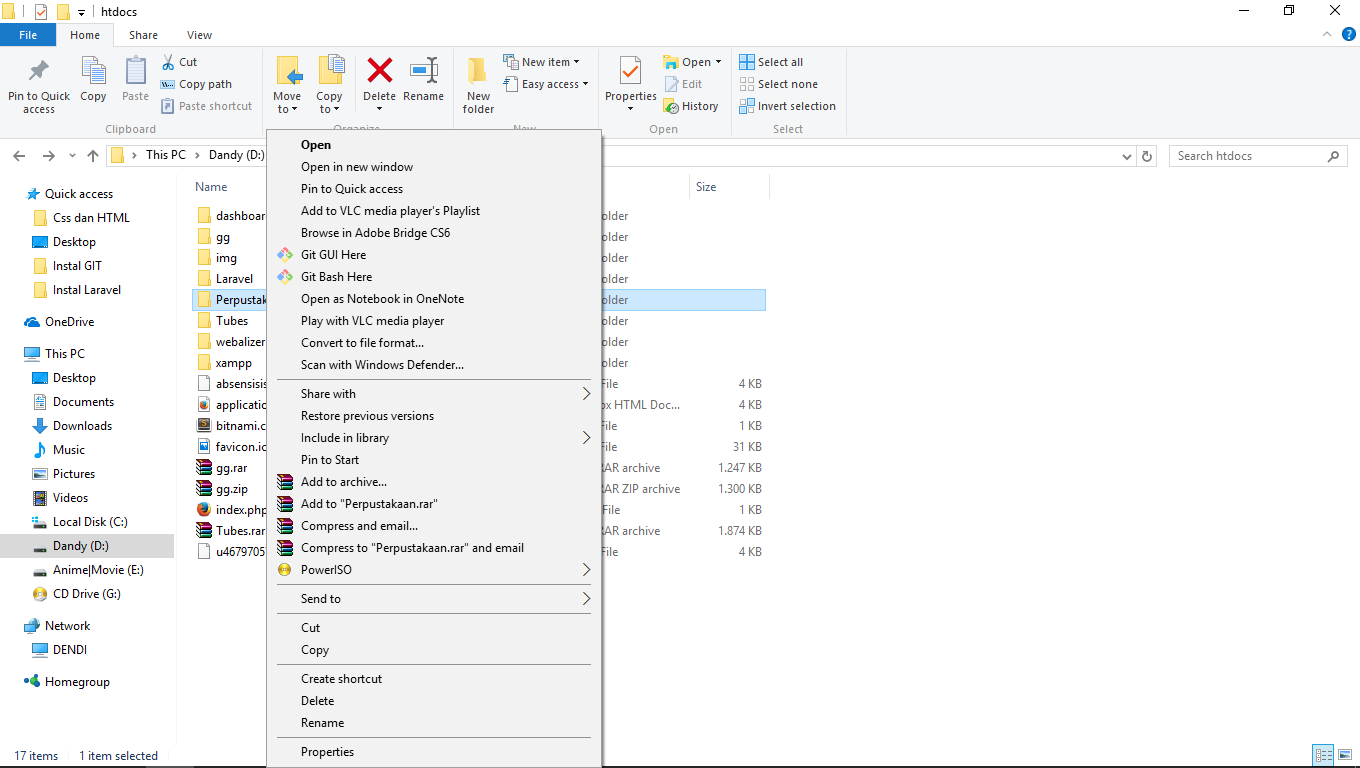 htdocs
File Home Share View
Pin to Quick access
Copy
Paste
Cut
Copy path
Paste shortcut
Clipboard
Move to
Copy to
Delete
Rename
Organize
New folder
New item
Easy access
New
Properties
Open
Edit
History
Open
Select all
Select none
Invert selection
Select
This PC Dandy (D:)
Search htdocs
Quick access
Css dan HTML
Desktop
Instal GIT
Instal Laravel
OneDrive
This PC
Desktop
Documents
Downloads
Music
Pictures
Videos
Local Disk (C:)
Dandy (D:)
Anime|Movie (E:)
CD Drive (G:)
Network
DENDI
Homegroup
Name Size
dashboar older
gg older
img older
Laravel older
Perpustak older
Tubes older
webalizer older
xampp older
absensisis File 4 KB
applicatio ox HTML Doc... 4 KB
bitnami.c File 1 KB
favicon.ic File 31 KB
gg.rar AR archive 1.247 KB
gg.zip AR ZIP archive 1.300 KB
index.php File 1 KB
Tubes.rar AR archive 1.874 KB
u4679705 File 4 KB
Open
Open in new window
Pin to Quick access
Add to VLC media player's Playlist
Browse in Adobe Bridge CS6
Git GUI Here
Git Bash Here
Open as Notebook in OneNote
Play with VLC media player
Convert to file format...
Scan with Windows Defender...
Share with
Restore previous versions
Include in library
Pin to Start
Add to archive...
Add to "Perpustakaan.rar"
Compress and email...
Compress to "Perpustakaan.rar" and email
PowerISO
Send to
Cut
Copy
Create shortcut
Delete
Rename
Properties
17 items 1 item selected